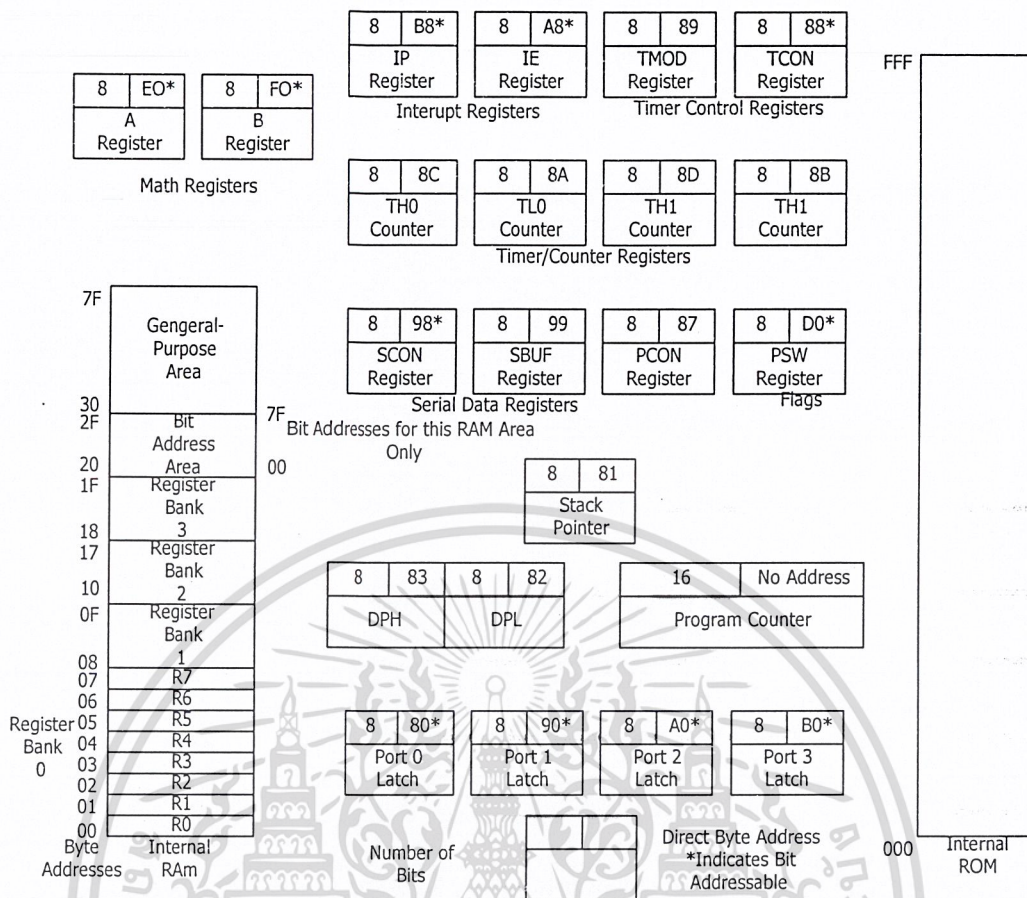 8 B8*
IP
Register
8 A8*
IE
Register
Interupt Registers
8 89
TMOD
Register
8 88*
TCON
Register
Timer Control Registers
8 EO*
A
Register
8 FO*
B
Register
Math Registers
8 8C
TH0
Counter
8 8A
TL0
Counter
8 8D
TH1
Counter
8 8B
TH1
Counter
Timer/Counter Registers
8 98*
SCON
Register
8 99
SBUF
Register
8 87
PCON
Register
Serial Data Registers
8 D0*
PSW
Register
Flags
7F
Gengeral-
Purpose
Area
30
2F
Bit
Address
Area
20
7F
Bit Addresses for this RAM Area
Only
00
1F
Register
Bank
3
18
17
Register
Bank
2
10
0F
Register
Bank
1
08
07 R7
06 R6
05 R5
04 R4
03 R3
02 R2
01 R1
00 R0
Register
Bank
0
Byte
Addresses
Internal
RAm
8 81
Stack
Pointer
8 83 8 82
DPH DPL
16 No Address
Program Counter
8 80*
Port 0
Latch
8 90*
Port 1
Latch
8 A0*
Port 2
Latch
8 B0*
Port 3
Latch
Number of
Bits
Direct Byte Address
*Indicates Bit
Addressable
FFF
000
Internal
ROM